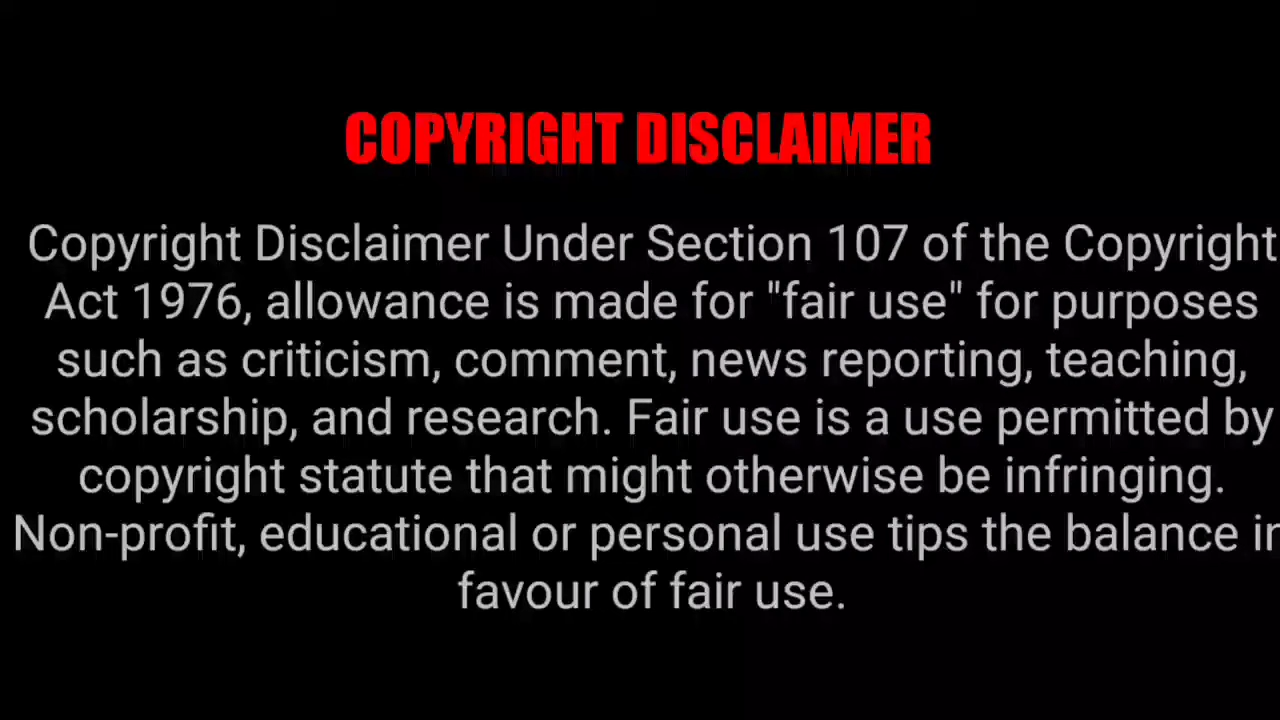 COPYRIGHT DISCLAIMER
Copyright Disclaimer Under Section 107 of the Copyright
Act 1976, allowance is made for "fair use" for purposes
such as criticism, comment, news reporting, teaching,
scholarship, and research. Fair use is a use permitted by
copyright statute that might otherwise be infringing.
Non-profit, educational or personal use tips the balance in
favour of fair use.